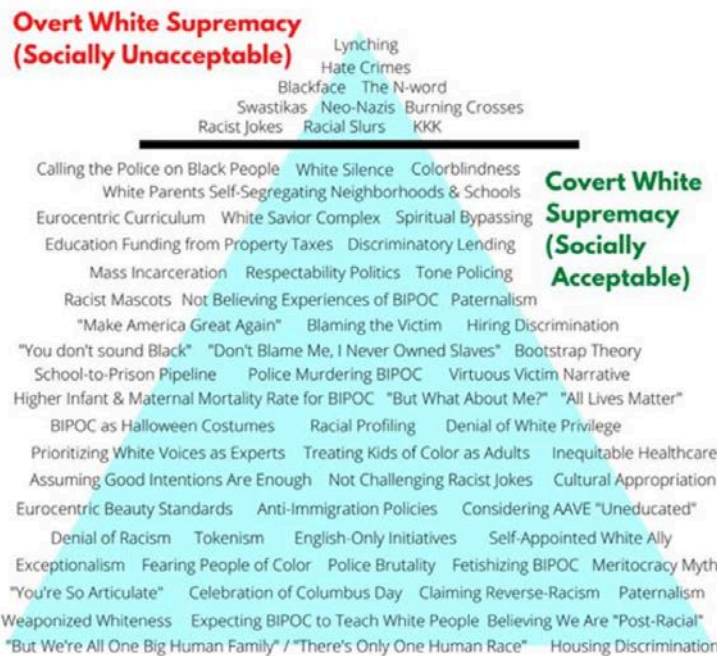 Overt White Supremacy
(Socially Unacceptable)
Lynching
Hate Crimes
Blackface The N-word
Swastikas Neo-Nazis Burning Crosses
Racist Jokes Racial Slurs KKK
Calling the Police on Black People White Silence Colorblindness
White Parents Self-Segregating Neighborhoods & Schools
Eurocentric Curriculum White Savior Complex Spiritual Bypassing
Education Funding from Property Taxes Discriminatory Lending
Mass Incarceration Respectability Politics Tone Policing
Racist Mascots Not Believing Experiences of BIPOC Paternalism
"Make America Great Again" Blaming the Victim Hiring Discrimination
"You don't sound Black" "Don't Blame Me, I Never Owned Slaves" Bootstrap Theory
School-to-Prison Pipeline Police Murdering BIPOC Virtuous Victim Narrative
Higher Infant & Maternal Mortality Rate for BIPOC "But What About Me?" "All Lives Matter"
BIPOC as Halloween Costumes Racial Profiling Denial of White Privilege
Prioritizing White Voices as Experts Treating Kids of Color as Adults Inequitable Healthcare
Assuming Good Intentions Are Enough Not Challenging Racist Jokes Cultural Appropriation
Eurocentric Beauty Standards Anti-Immigration Policies Considering AAVE "Uneducated"
Denial of Racism Tokenism English-Only Initiatives Self-Appointed White Ally
Exceptionalism Fearing People of Color Police Brutality Fetishizing BIPOC Meritocracy Myth
"You're So Articulate" Celebration of Columbus Day Claiming Reverse-Racism Paternalism
Weaponized Whiteness Expecting BIPOC to Teach White People Believing We Are "Post-Racial"
"But We're All One Big Human Family" / "There's Only One Human Race" Housing Discrimination
Covert White
Supremacy
(Socially
Acceptable)